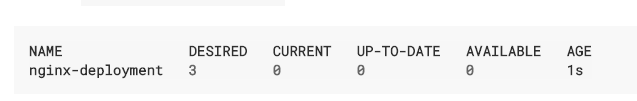 NAME DESIRED CURRENT UP-TO-DATE AVAILABLE AGE
nginx-deployment 3 0 0 0 1s